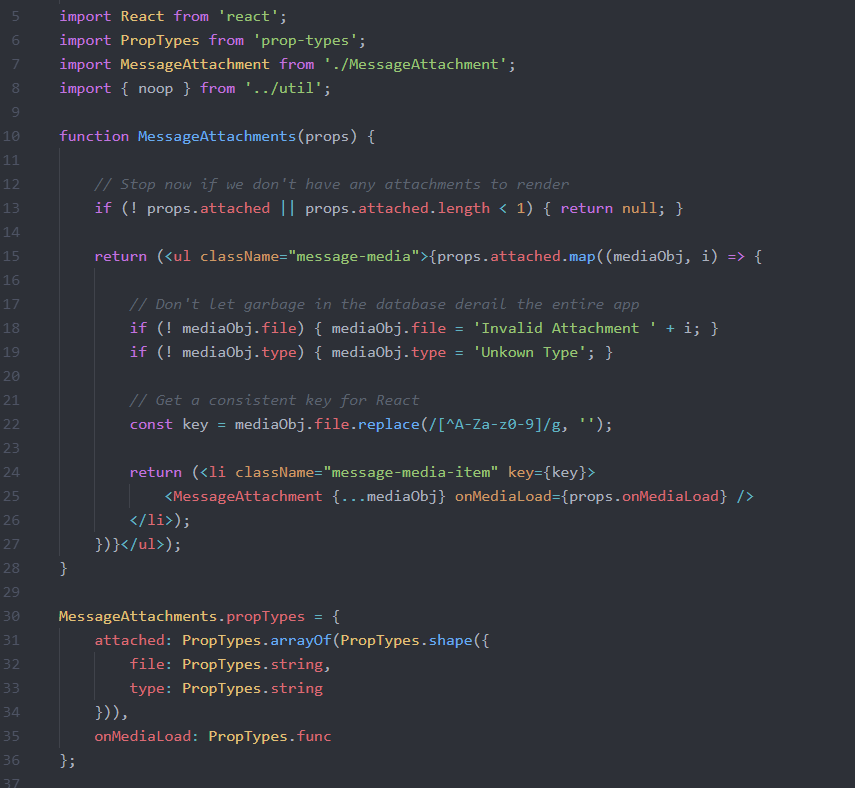 5 import React from 'react';
6 import PropTypes from 'prop-types';
7 import MessageAttachment from './MessageAttachment';
8 import { noop } from '../util';
9
10 function MessageAttachments(props) {
11
12     // Stop now if we don't have any attachments to render
13     if (! props.attached || props.attached.length < 1) { return null; }
14
15     return (<ul className="message-media">{props.attached.map((mediaObj, i) => {
16
17         // Don't let garbage in the database derail the entire app
18         if (! mediaObj.file) { mediaObj.file = 'Invalid Attachment ' + i; }
19         if (! mediaObj.type) { mediaObj.type = 'Unkown Type'; }
20
21         // Get a consistent key for React
22         const key = mediaObj.file.replace(/[^A-Za-z0-9]/g, '');
23
24         return (<li className="message-media-item" key={key}>
25             <MessageAttachment {...mediaObj} onMediaLoad={props.onMediaLoad} />
26         </li>);
27     })}</ul>);
28 }
29
30 MessageAttachments.propTypes = {
31     attached: PropTypes.arrayOf(PropTypes.shape({
32         file: PropTypes.string,
33         type: PropTypes.string
34     })),
35     onMediaLoad: PropTypes.func
36 };
37